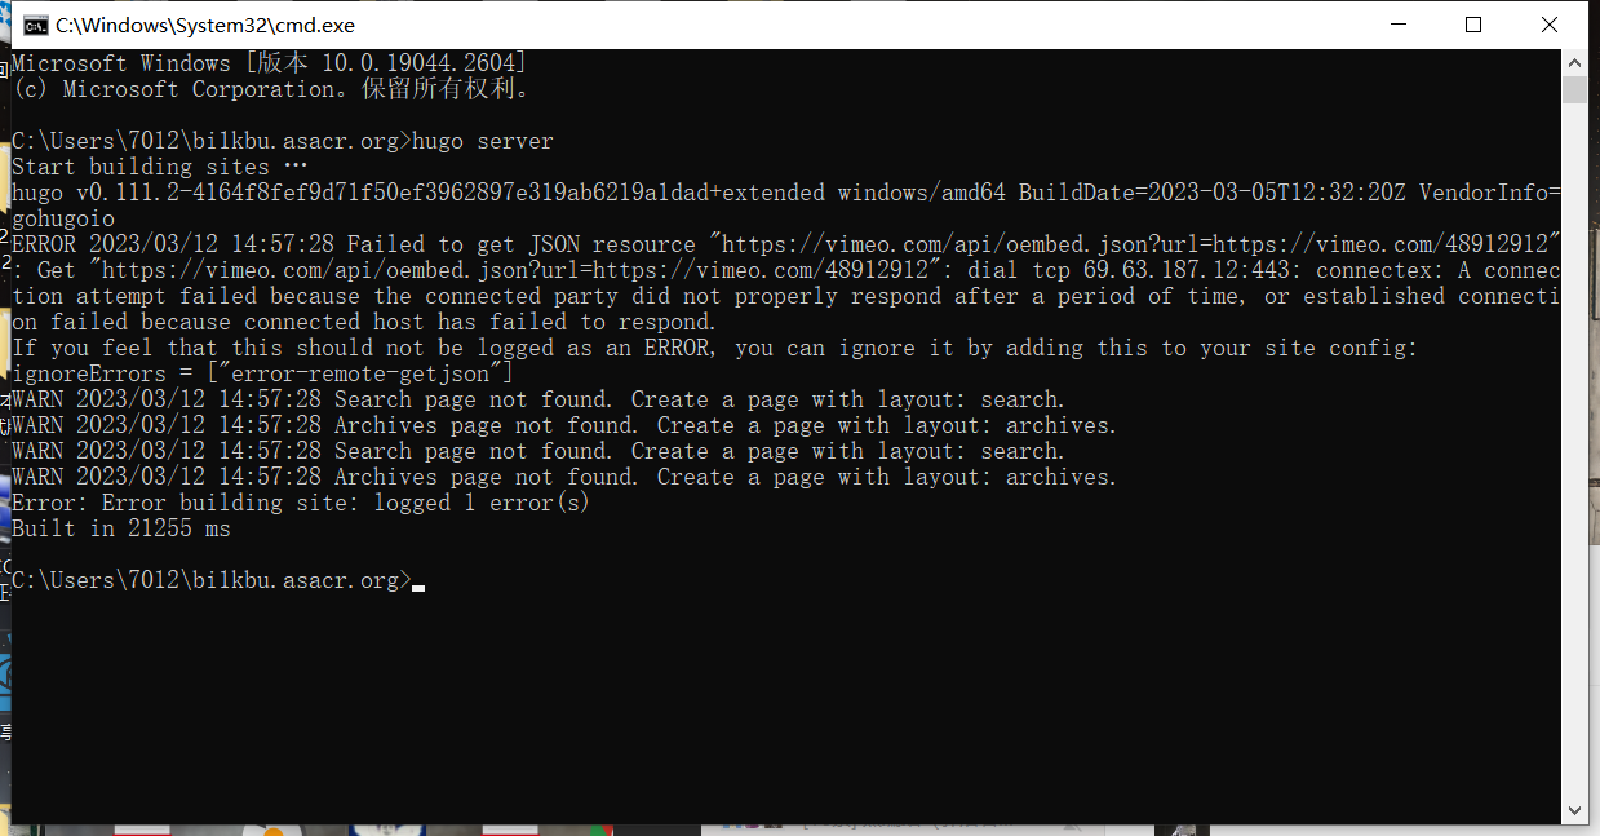 C:\Windows\System32\cmd.exe
Microsoft Windows [版本 10.0.19044.2604]
(c) Microsoft Corporation。保留所有权利。
C:\Users\7012\bilkbu.asacr.org>hugo server
Start building sites …
hugo v0.111.2-4164f8fef9d71f50ef3962897e319ab6219a1dad+extended windows/amd64 BuildDate=2023-03-05T12:32:20Z VendorInfo=
gohugoio
ERROR 2023/03/12 14:57:28 Failed to get JSON resource "https://vimeo.com/api/oembed.json?url=https://vimeo.com/48912912"
: Get "https://vimeo.com/api/oembed.json?url=https://vimeo.com/48912912": dial tcp 69.63.187.12:443: connectex: A connec
tion attempt failed because the connected party did not properly respond after a period of time, or established connecti
on failed because connected host has failed to respond.
If you feel that this should not be logged as an ERROR, you can ignore it by adding this to your site config:
ignoreErrors = ["error-remote-getjson"]
WARN 2023/03/12 14:57:28 Search page not found. Create a page with layout: search.
WARN 2023/03/12 14:57:28 Archives page not found. Create a page with layout: archives.
WARN 2023/03/12 14:57:28 Search page not found. Create a page with layout: search.
WARN 2023/03/12 14:57:28 Archives page not found. Create a page with layout: archives.
Error: Error building site: logged 1 error(s)
Built in 21255 ms
C:\Users\7012\bilkbu.asacr.org>